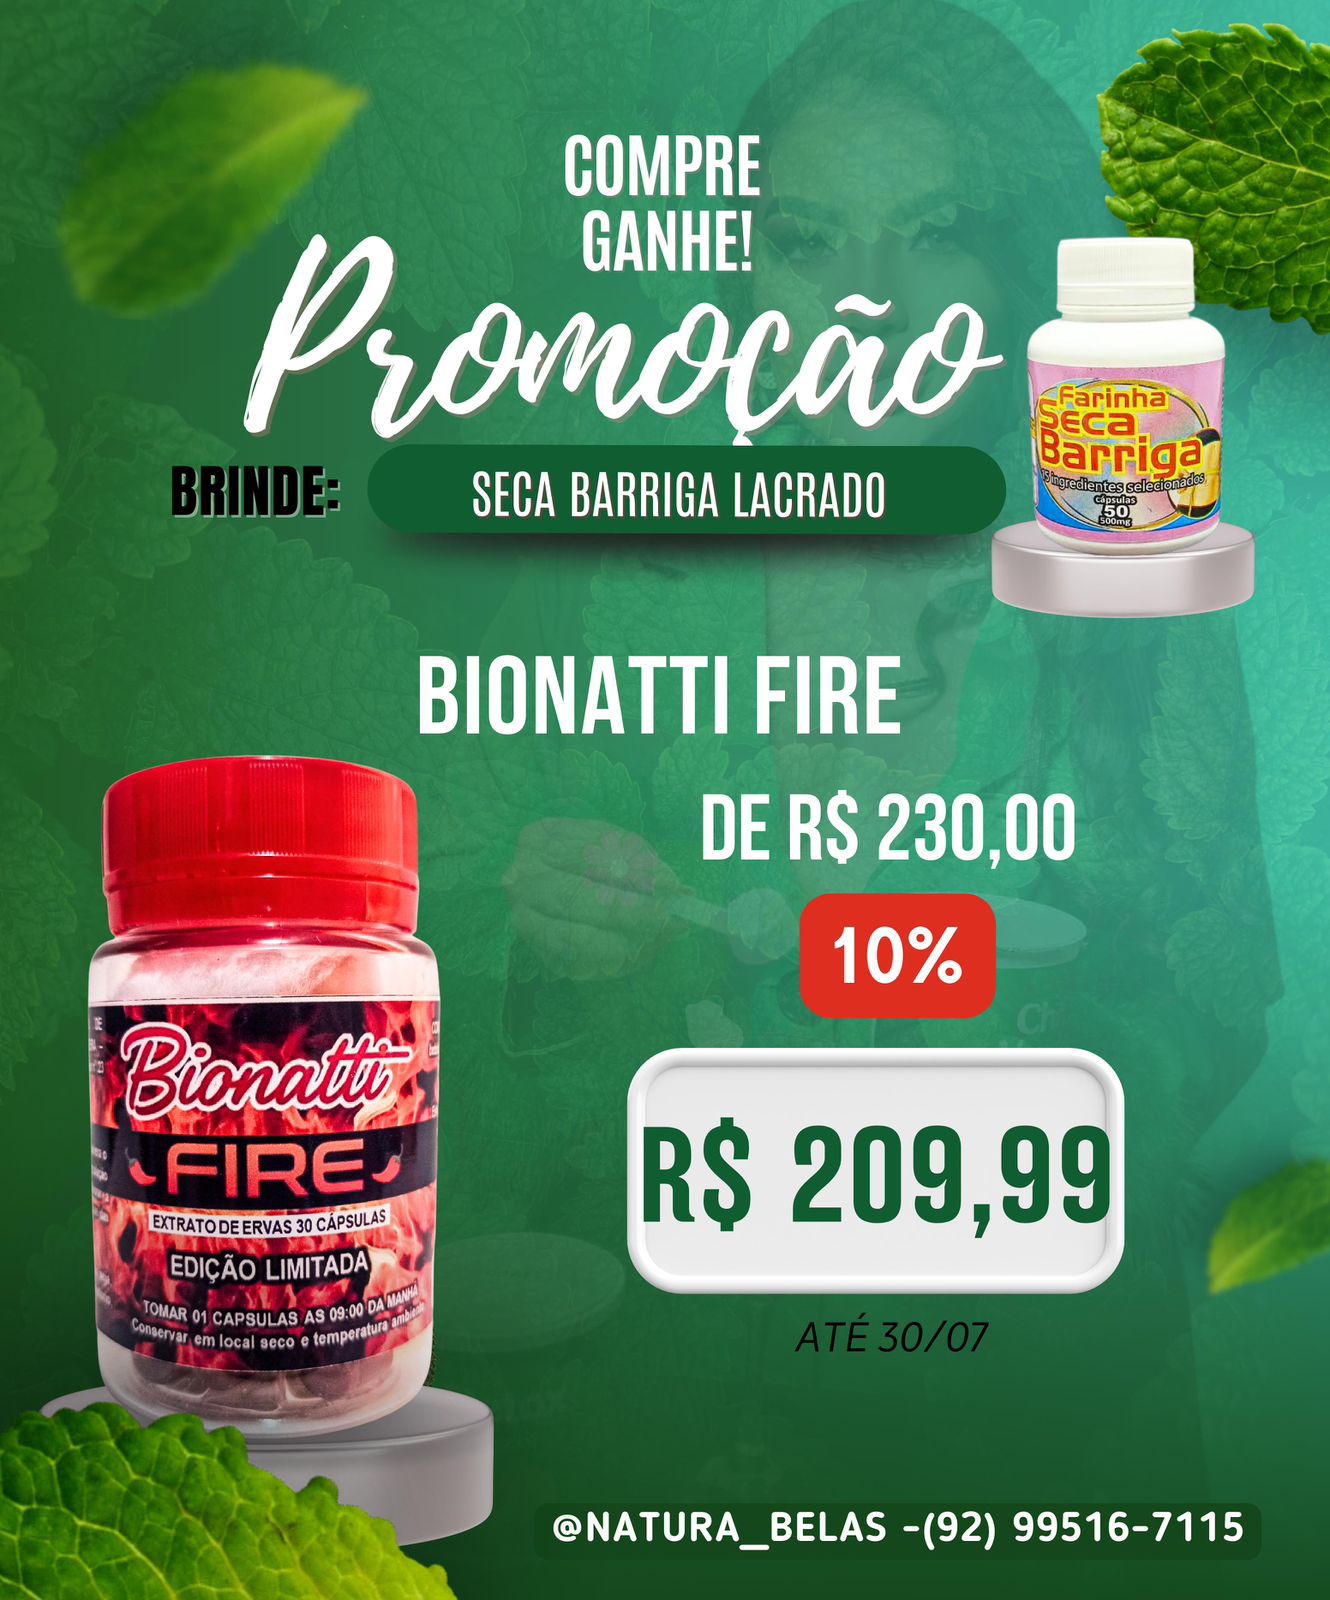 COMPRE
GANHE!
Promoção
BRINDE:
SECA BARRIGA LACRADO
Farinha
Seca
Barriga
15 ingredientes selecionados
cápsulas
50
500mg
BIONATTI FIRE
DE R$ 230,00
10%
R$ 209,99
ATÉ 30/07
Bionatti
FIRE
EXTRATO DE ERVAS 30 CÁPSULAS
EDIÇÃO LIMITADA
TOMAR 01 CAPSULAS AS 09:00 DA MANHÃ
Conservar em local seco e temperatura ambiente
@NATURA_BELAS -(92) 99516-7115